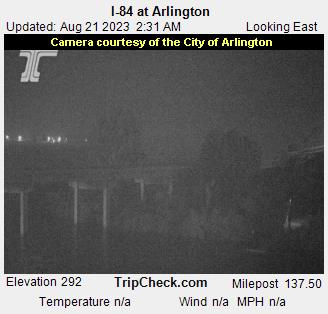 I-84 at Arlington
Updated: Aug 21 2023 2:31 AM Looking East
Camera courtesy of the City of Arlington
Elevation 292 TripCheck.com Milepost 137.50
Temperature n/a Wind n/a MPH n/a